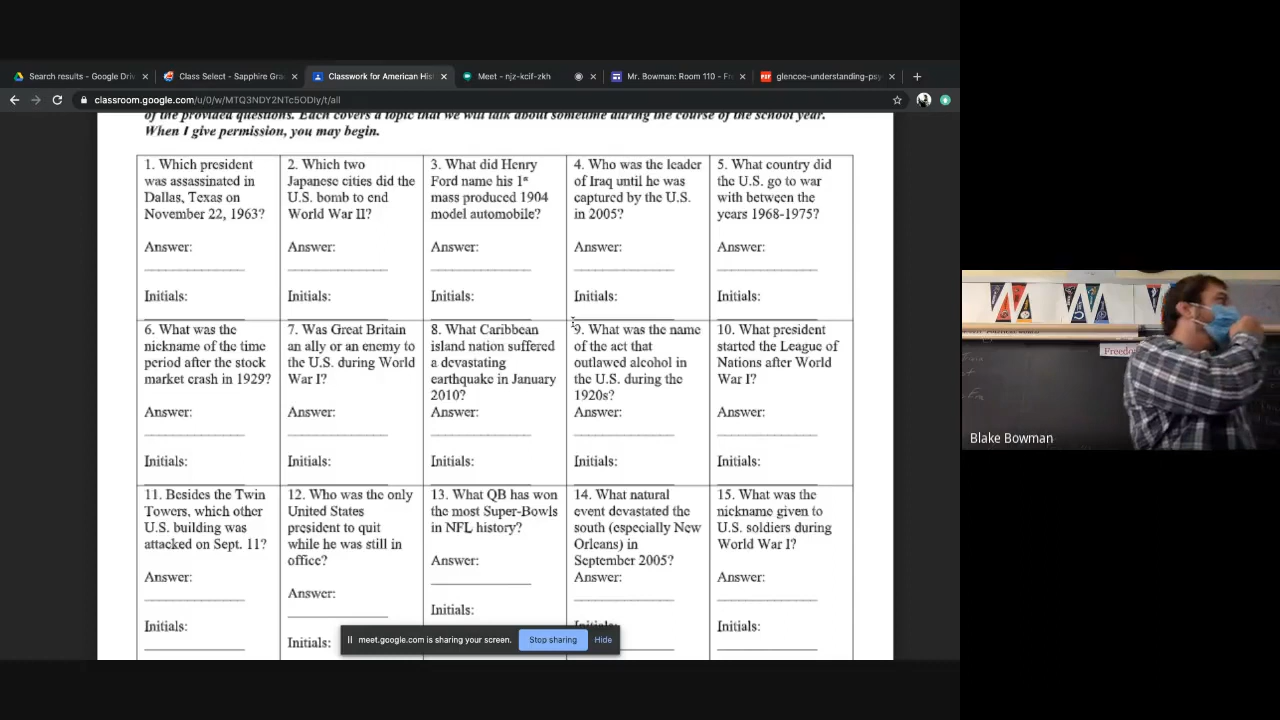 Search results - Google Driv
Class Select - Sapphire Gra
Classwork for American His
Meet - njz-kcif-zkh
Mr. Bowman: Room 110 - Fr
glencoe-understanding-psy
classroom.google.com/u/0/w/MTQ3NDY2NTc5ODIy/t/all
of the provided questions. Each covers a topic that we will talk about sometime during the course of the school year.
When I give permission, you may begin.
1. Which president
was assassinated in
Dallas, Texas on
November 22, 1963?
Answer:
Initials:
2. Which two
Japanese cities did the
U.S. bomb to end
World War II?
Answer:
Initials:
3. What did Henry
Ford name his 1st
mass produced 1904
model automobile?
Answer:
Initials:
4. Who was the leader
of Iraq until he was
captured by the U.S.
in 2005?
Answer:
Initials:
5. What country did
the U.S. go to war
with between the
years 1968-1975?
Answer:
Initials:
6. What was the
nickname of the time
period after the stock
market crash in 1929?
Answer:
Initials:
7. Was Great Britain
an ally or an enemy to
the U.S. during World
War I?
Answer:
Initials:
8. What Caribbean
island nation suffered
a devastating
earthquake in January
2010?
Answer:
Initials:
9. What was the name
of the act that
outlawed alcohol in
the U.S. during the
1920s?
Answer:
Initials:
10. What president
started the League of
Nations after World
War I?
Answer:
Initials:
11. Besides the Twin
Towers, which other
U.S. building was
attacked on Sept. 11?
Answer:
Initials:
12. Who was the only
United States
president to quit
while he was still in
office?
Answer:
Initials:
13. What QB has won
the most Super-Bowls
in NFL history?
Answer:
Initials:
14. What natural
event devastated the
south (especially New
Orleans) in
September 2005?
Answer:
Initials:
15. What was the
nickname given to
U.S. soldiers during
World War I?
Answer:
Initials:
meet.google.com is sharing your screen.
Stop sharing
Hide
Freedo
Blake Bowman